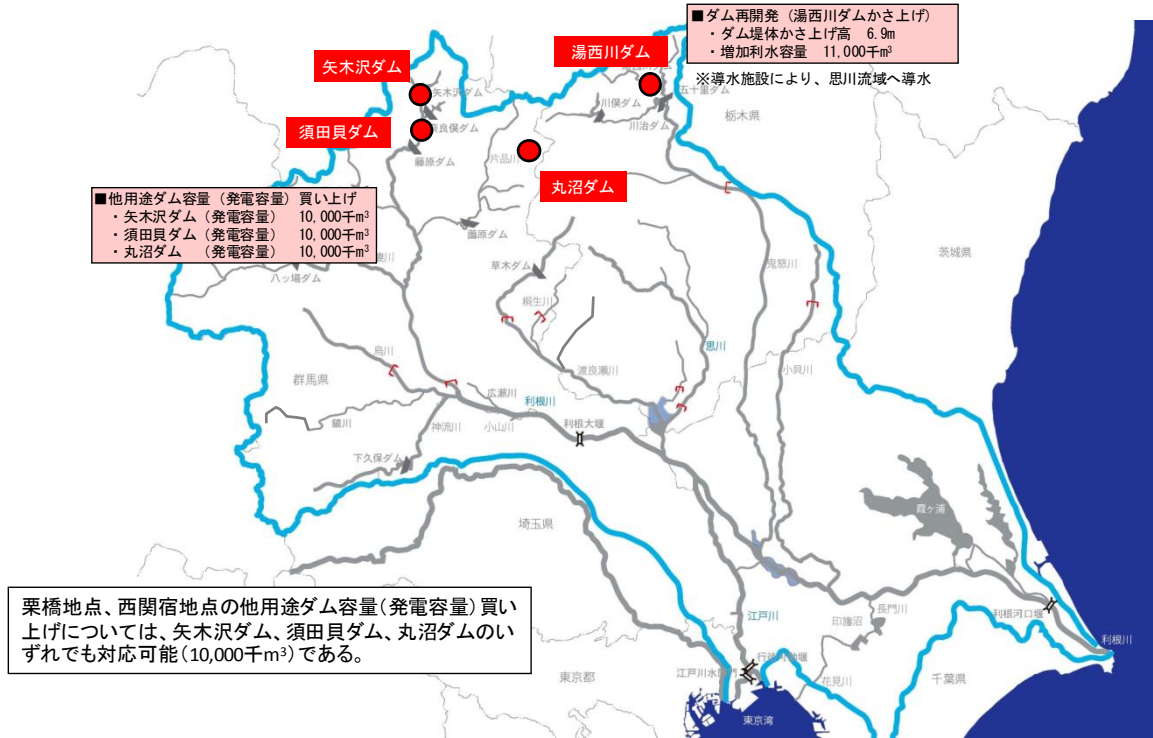 ■ダム再開発（湯西川ダムかさ上げ）
・ダム堤体かさ上げ高　6.9m
・増加利水容量　11,000千m³
※導水施設により、思川流域へ導水
湯西川ダム
矢木沢ダム
矢木沢ダム
五十里ダム
川俣ダム
川治ダム
栃木県
須田貝ダム
奈良俣ダム
藤原ダム
片品川
丸沼ダム
■他用途ダム容量（発電容量）買い上げ
・矢木沢ダム（発電容量）　10,000千m³
・須田貝ダム（発電容量）　10,000千m³
・丸沼ダム　（発電容量）　10,000千m³
薗原ダム
草木ダム
八ッ場ダム
鬼怒川
茨城県
桐生川
思川
烏川
群馬県
渡良瀬川
小貝川
広瀬川
利根川
鏑川
神流川
小山川
利根大堰
下久保ダム
埼玉県
霞ヶ浦
栗橋地点、西関宿地点の他用途ダム容量（発電容量）買い
上げについては、矢木沢ダム、須田貝ダム、丸沼ダムのい
ずれでも対応可能（10,000千m³）である。
江戸川
印旛沼
長門川
利根河口堰
利根川
東京都
江戸川水閘門
行徳可動堰
花見川
千葉県
東京湾